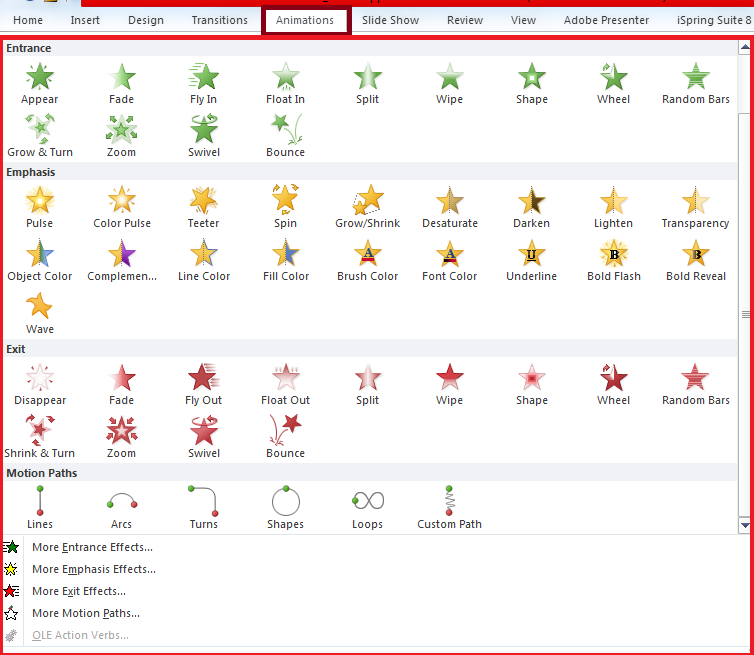 Home Insert Design Transitions Animations Slide Show Review View Adobe Presenter iSpring Suite 8
Entrance
Appear Fade Fly In Float In Split Wipe Shape Wheel Random Bars
Grow & Turn Zoom Swivel Bounce
Emphasis
Pulse Color Pulse Teeter Spin Grow/Shrink Desaturate Darken Lighten Transparency
Object Color Complemen... Line Color Fill Color Brush Color Font Color Underline Bold Flash Bold Reveal
Wave
Exit
Disappear Fade Fly Out Float Out Split Wipe Shape Wheel Random Bars
Shrink & Turn Zoom Swivel Bounce
Motion Paths
Lines Arcs Turns Shapes Loops Custom Path
More Entrance Effects...
More Emphasis Effects...
More Exit Effects...
More Motion Paths...
OLE Action Verbs...